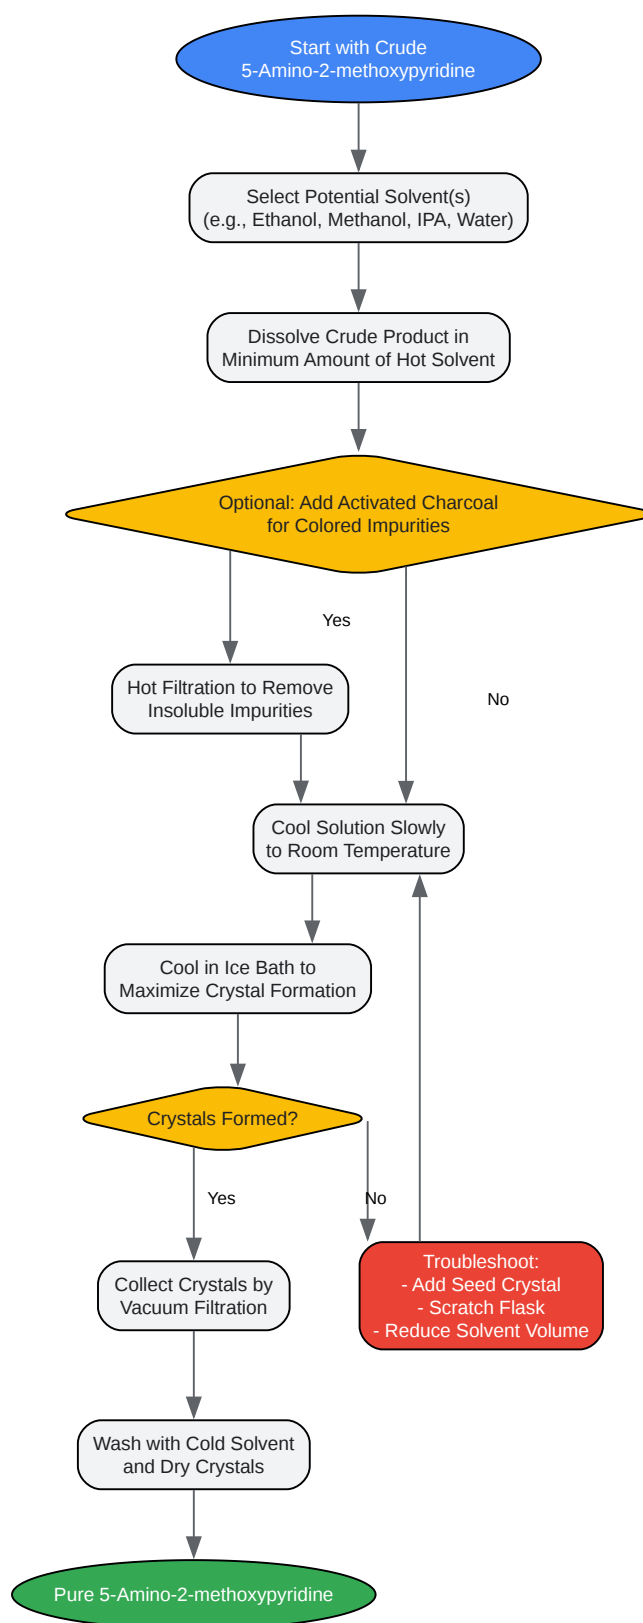 Start with Crude
5-Amino-2-methoxypyridine
Select Potential Solvent(s)
(e.g., Ethanol, Methanol, IPA, Water)
Dissolve Crude Product in
Minimum Amount of Hot Solvent
Optional: Add Activated Charcoal
for Colored Impurities
Yes
Hot Filtration to Remove
Insoluble Impurities
No
Cool Solution Slowly
to Room Temperature
Cool in Ice Bath to
Maximize Crystal Formation
Crystals Formed?
Yes
No
Collect Crystals by
Vacuum Filtration
Troubleshoot:
- Add Seed Crystal
- Scratch Flask
- Reduce Solvent Volume
Wash with Cold Solvent
and Dry Crystals
Pure 5-Amino-2-methoxypyridine